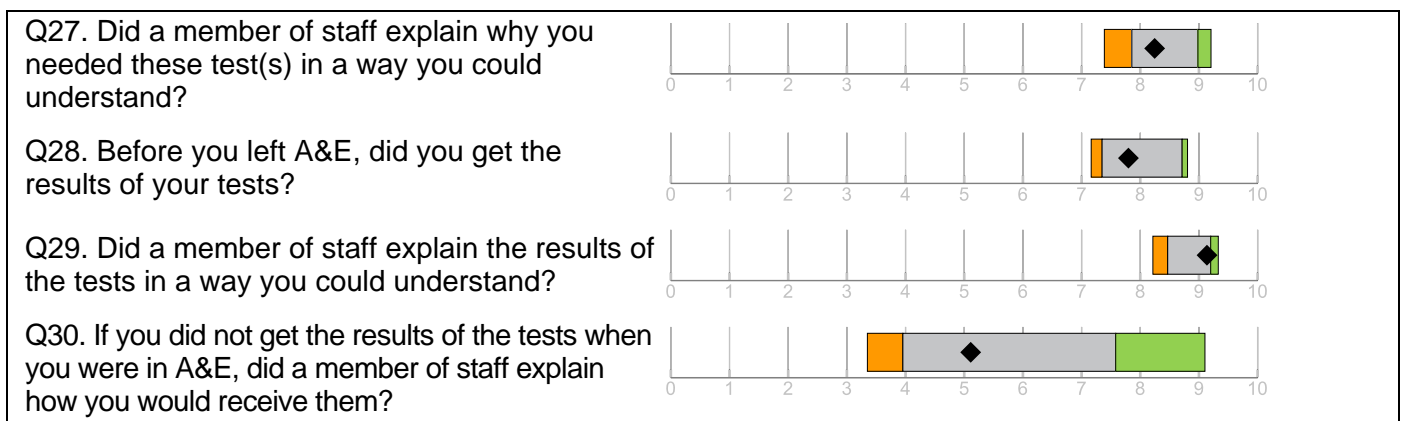 Q27. Did a member of staff explain why you
needed these test(s) in a way you could
understand?
0 1 2 3 4 5 6 7 8 9 10
Q28. Before you left A&E, did you get the
results of your tests?
0 1 2 3 4 5 6 7 8 9 10
Q29. Did a member of staff explain the results of
the tests in a way you could understand?
0 1 2 3 4 5 6 7 8 9 10
Q30. If you did not get the results of the tests when
you were in A&E, did a member of staff explain
how you would receive them?
0 1 2 3 4 5 6 7 8 9 10